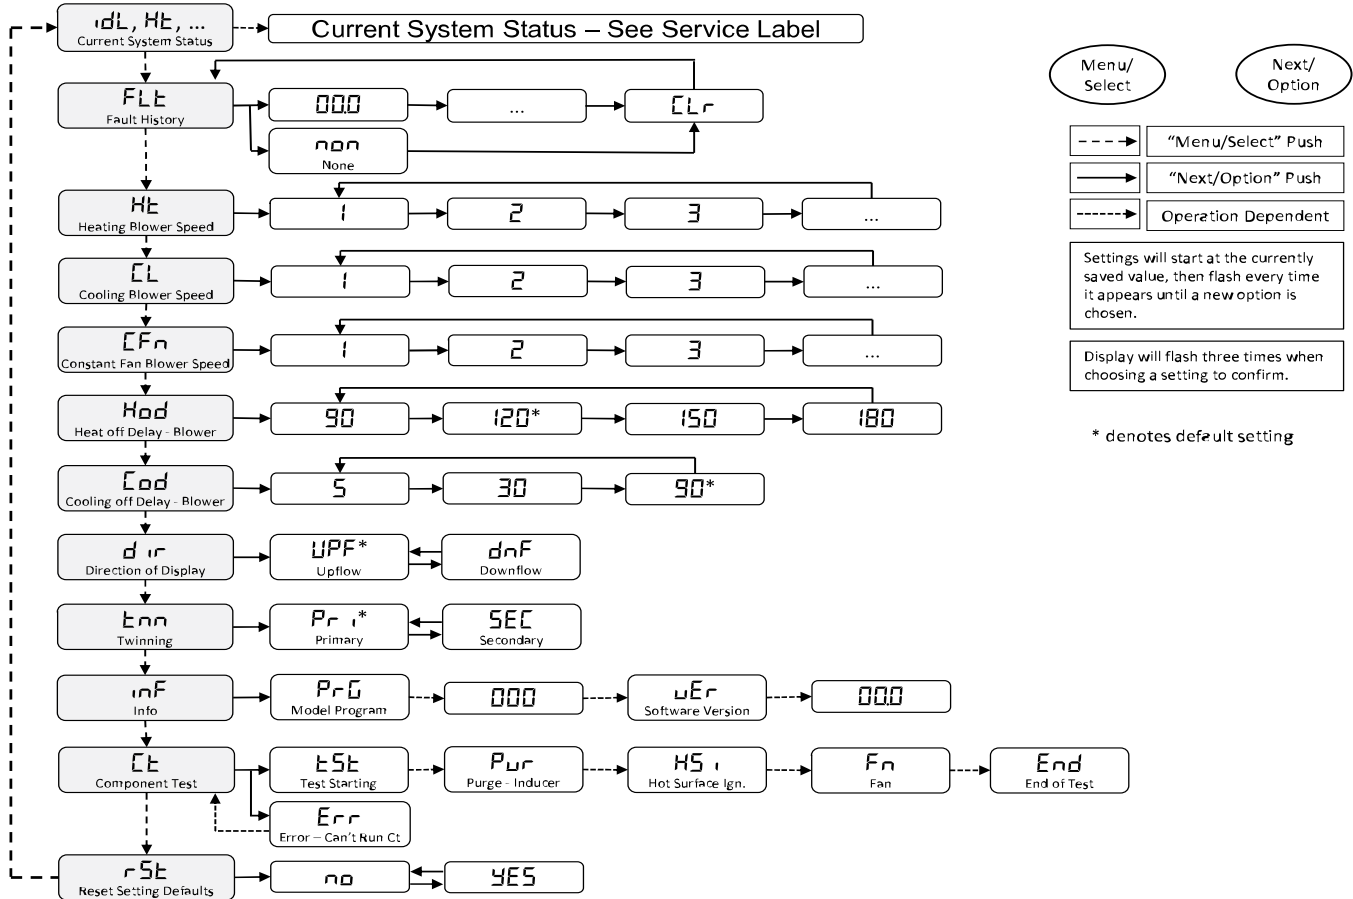 idL, Ht, ...
Current System Status
Current System Status – See Service Label
FLt
Fault History
00.0
...
CLr
non
None
Ht
Heating Blower Speed
1
2
3
...
CL
Cooling Blower Speed
1
2
3
...
CFn
Constant Fan Blower Speed
1
2
3
...
Hod
Heat off Delay - Blower
90
120*
150
180
Cod
Cooling off Delay - Blower
5
30
90*
dir
Direction of Display
UPF*
Upflow
dnF
Downflow
tnn
Twinning
Pri*
Primary
SEC
Secondary
inF
Info
PrG
Model Program
000
uEr
Software Version
00.0
Ct
Component Test
tSt
Test Starting
Pur
Purge - Inducer
HSi
Hot Surface Ign.
Fn
Fan
End
End of Test
Err
Error – Can't Run Ct
rSt
Reset Setting Defaults
no
YES
Menu/
Select
Next/
Option
"Menu/Select" Push
"Next/Option" Push
Operation Dependent
Settings will start at the currently
saved value, then flash every time
it appears until a new option is
chosen.
Display will flash three times when
choosing a setting to confirm.
* denotes default setting